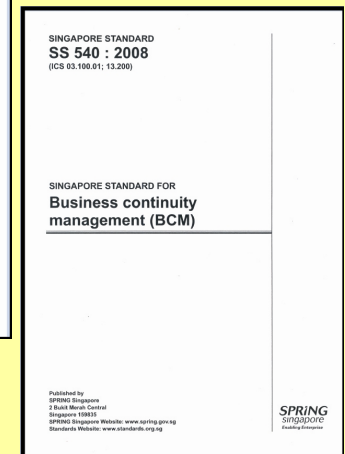 SINGAPORE STANDARD
SS 540 : 2008
(ICS 03.100.01; 13.200)
SINGAPORE STANDARD FOR
Business continuity
management (BCM)
Published by
SPRING Singapore
2 Bukit Merah Central
Singapore 159835
SPRING Singapore Website: www.spring.gov.sg
Standards Website: www.standards.org.sg
SPRiNG
singapore
Enabling Enterprise